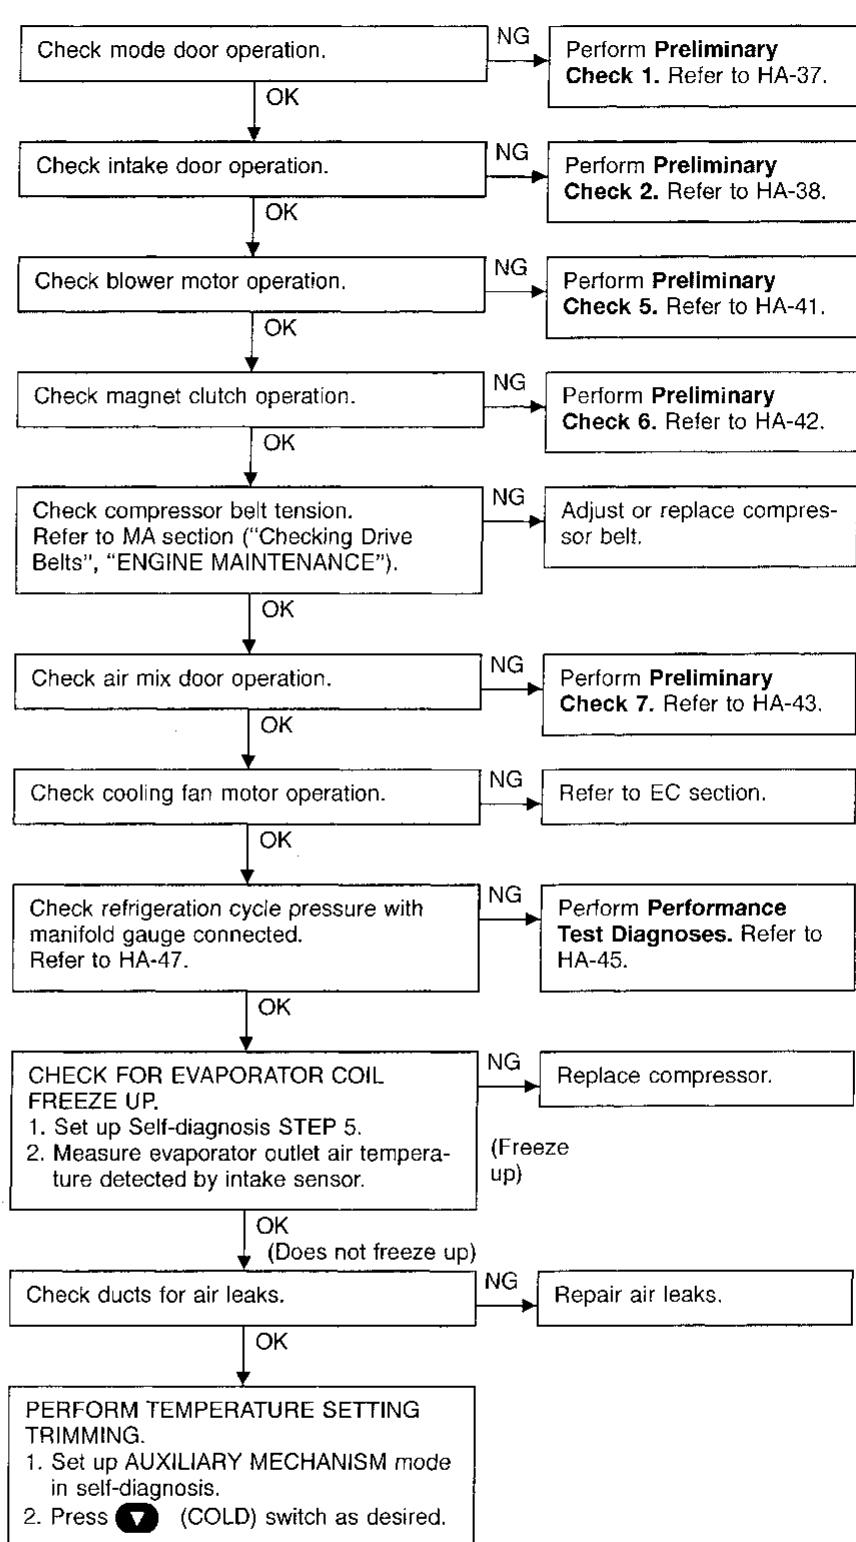 Check mode door operation.
NG
Perform Preliminary
Check 1. Refer to HA-37.
OK
Check intake door operation.
NG
Perform Preliminary
Check 2. Refer to HA-38.
OK
Check blower motor operation.
NG
Perform Preliminary
Check 5. Refer to HA-41.
OK
Check magnet clutch operation.
NG
Perform Preliminary
Check 6. Refer to HA-42.
OK
Check compressor belt tension.
Refer to MA section (“Checking Drive
Belts”, “ENGINE MAINTENANCE”).
NG
Adjust or replace compres-
sor belt.
OK
Check air mix door operation.
NG
Perform Preliminary
Check 7. Refer to HA-43.
OK
Check cooling fan motor operation.
NG
Refer to EC section.
OK
Check refrigeration cycle pressure with
manifold gauge connected.
Refer to HA-47.
NG
Perform Performance
Test Diagnoses. Refer to
HA-45.
OK
CHECK FOR EVAPORATOR COIL
FREEZE UP.
1. Set up Self-diagnosis STEP 5.
2. Measure evaporator outlet air tempera-
ture detected by intake sensor.
NG
Replace compressor.
(Freeze
up)
OK
(Does not freeze up)
Check ducts for air leaks.
NG
Repair air leaks.
OK
PERFORM TEMPERATURE SETTING
TRIMMING.
1. Set up AUXILIARY MECHANISM mode
in self-diagnosis.
2. Press (COLD) switch as desired.